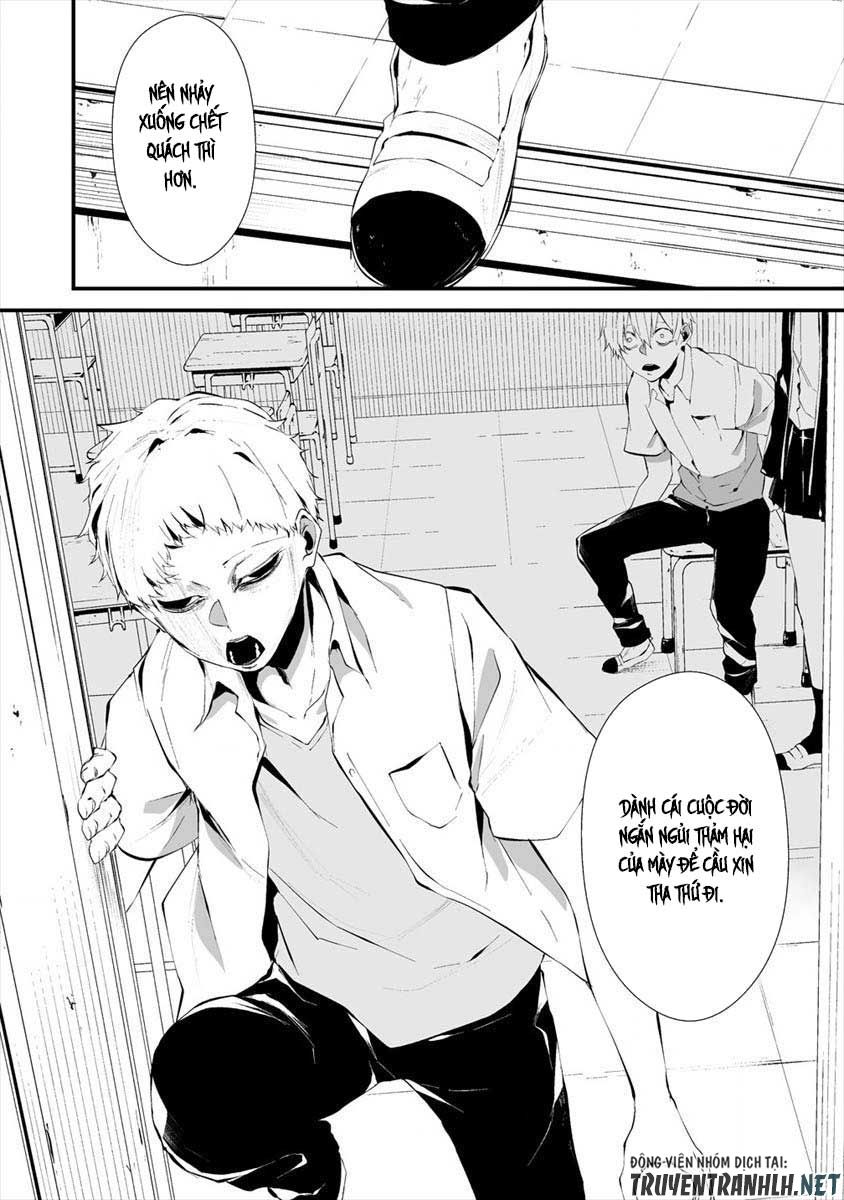 NÊN NHẢY
XUỐNG CHẾT
QUÁCH THÌ
HƠN.
DÀNH CÁI CUỘC ĐỜI
NGẮN NGỦI THẢM HẠI
CỦA MÀY ĐỂ CẦU XIN
THA THỨ ĐI.
ĐỘNG VIÊN NHÓM DỊCH TẠI:
TRUYENTRANHLH.NET